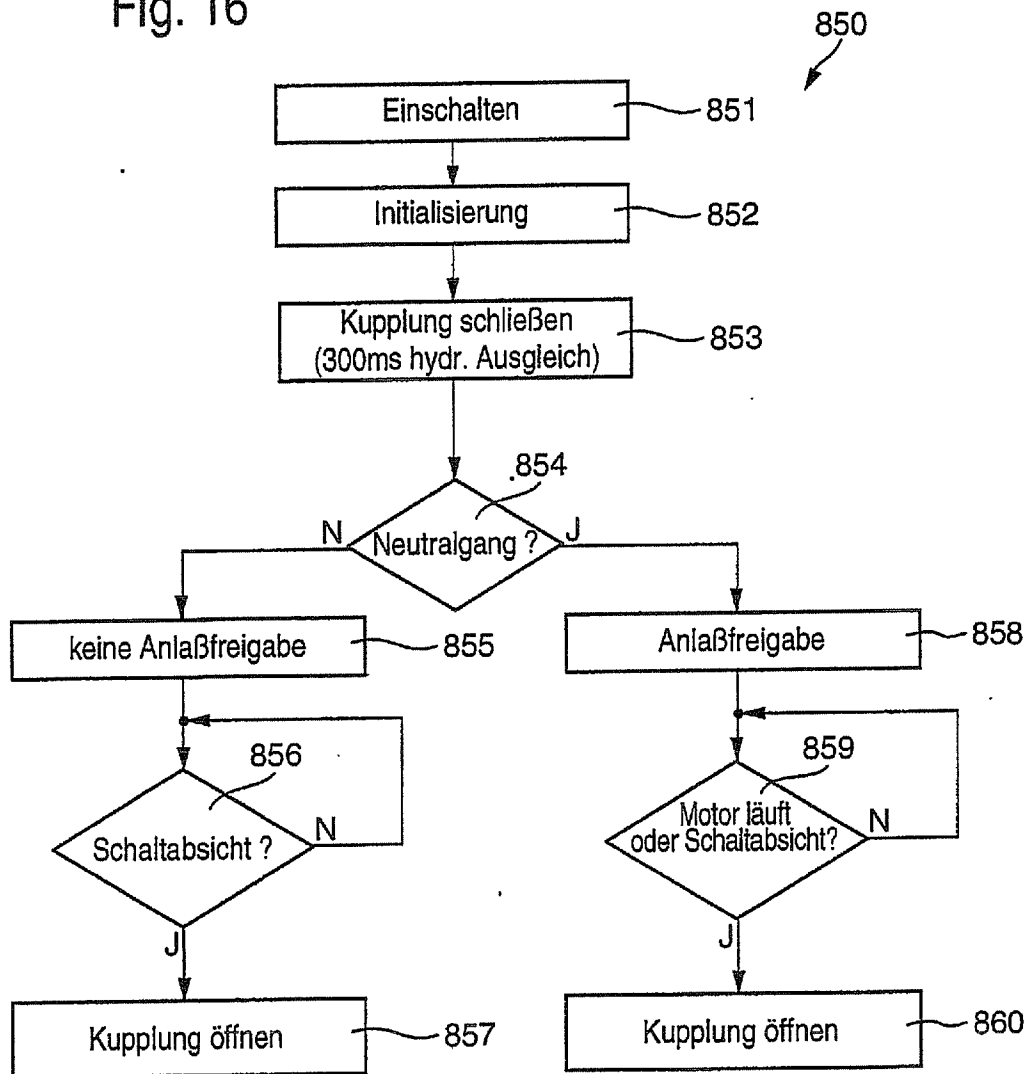 Fig. 16
850
Einschalten
851
Initialisierung
852
Kupplung schließen
(300ms hydr. Ausgleich)
853
854
N
Neutralgang ?
J
keine Anlaßfreigabe
855
Anlaßfreigabe
858
856
Schaltabsicht ?
N
J
859
Motor läuft
oder Schaltabsicht?
N
J
Kupplung öffnen
857
Kupplung öffnen
860